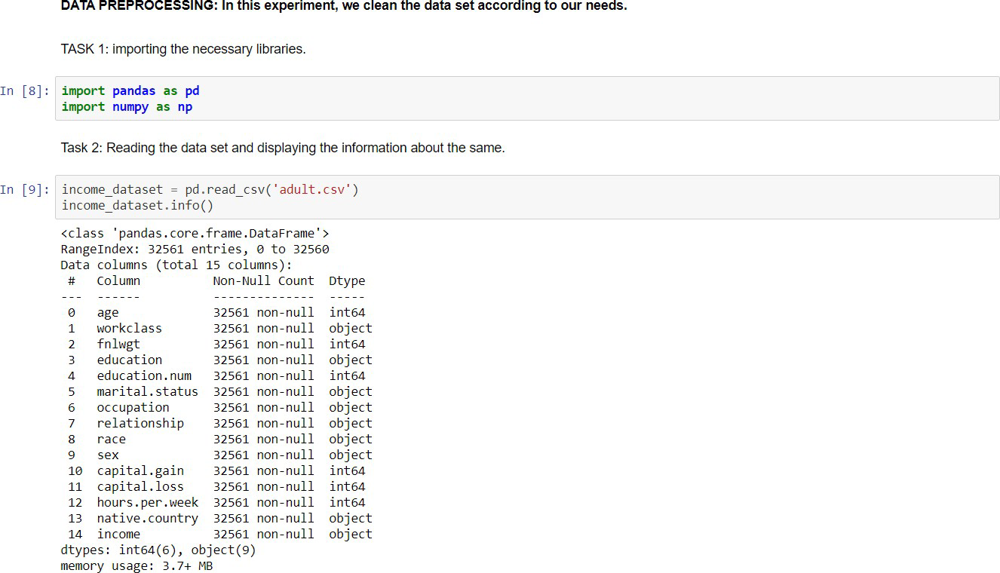 DATA PREPROCESSING: In this experiment, we clean the data set according to our needs.
TASK 1: importing the necessary libraries.
In [8]: import pandas as pd
import numpy as np
Task 2: Reading the data set and displaying the information about the same.
In [9]: income_dataset = pd.read_csv('adult.csv')
income_dataset.info()
<class 'pandas.core.frame.DataFrame'>
RangeIndex: 32561 entries, 0 to 32560
Data columns (total 15 columns):
 #   Column          Non-Null Count  Dtype
---  ------          --------------  -----
 0   age             32561 non-null  int64
 1   workclass       32561 non-null  object
 2   fnlwgt          32561 non-null  int64
 3   education       32561 non-null  object
 4   education.num   32561 non-null  int64
 5   marital.status  32561 non-null  object
 6   occupation      32561 non-null  object
 7   relationship    32561 non-null  object
 8   race            32561 non-null  object
 9   sex             32561 non-null  object
 10  capital.gain    32561 non-null  int64
 11  capital.loss    32561 non-null  int64
 12  hours.per.week  32561 non-null  int64
 13  native.country  32561 non-null  object
 14  income          32561 non-null  object
dtypes: int64(6), object(9)
memory usage: 3.7+ MB